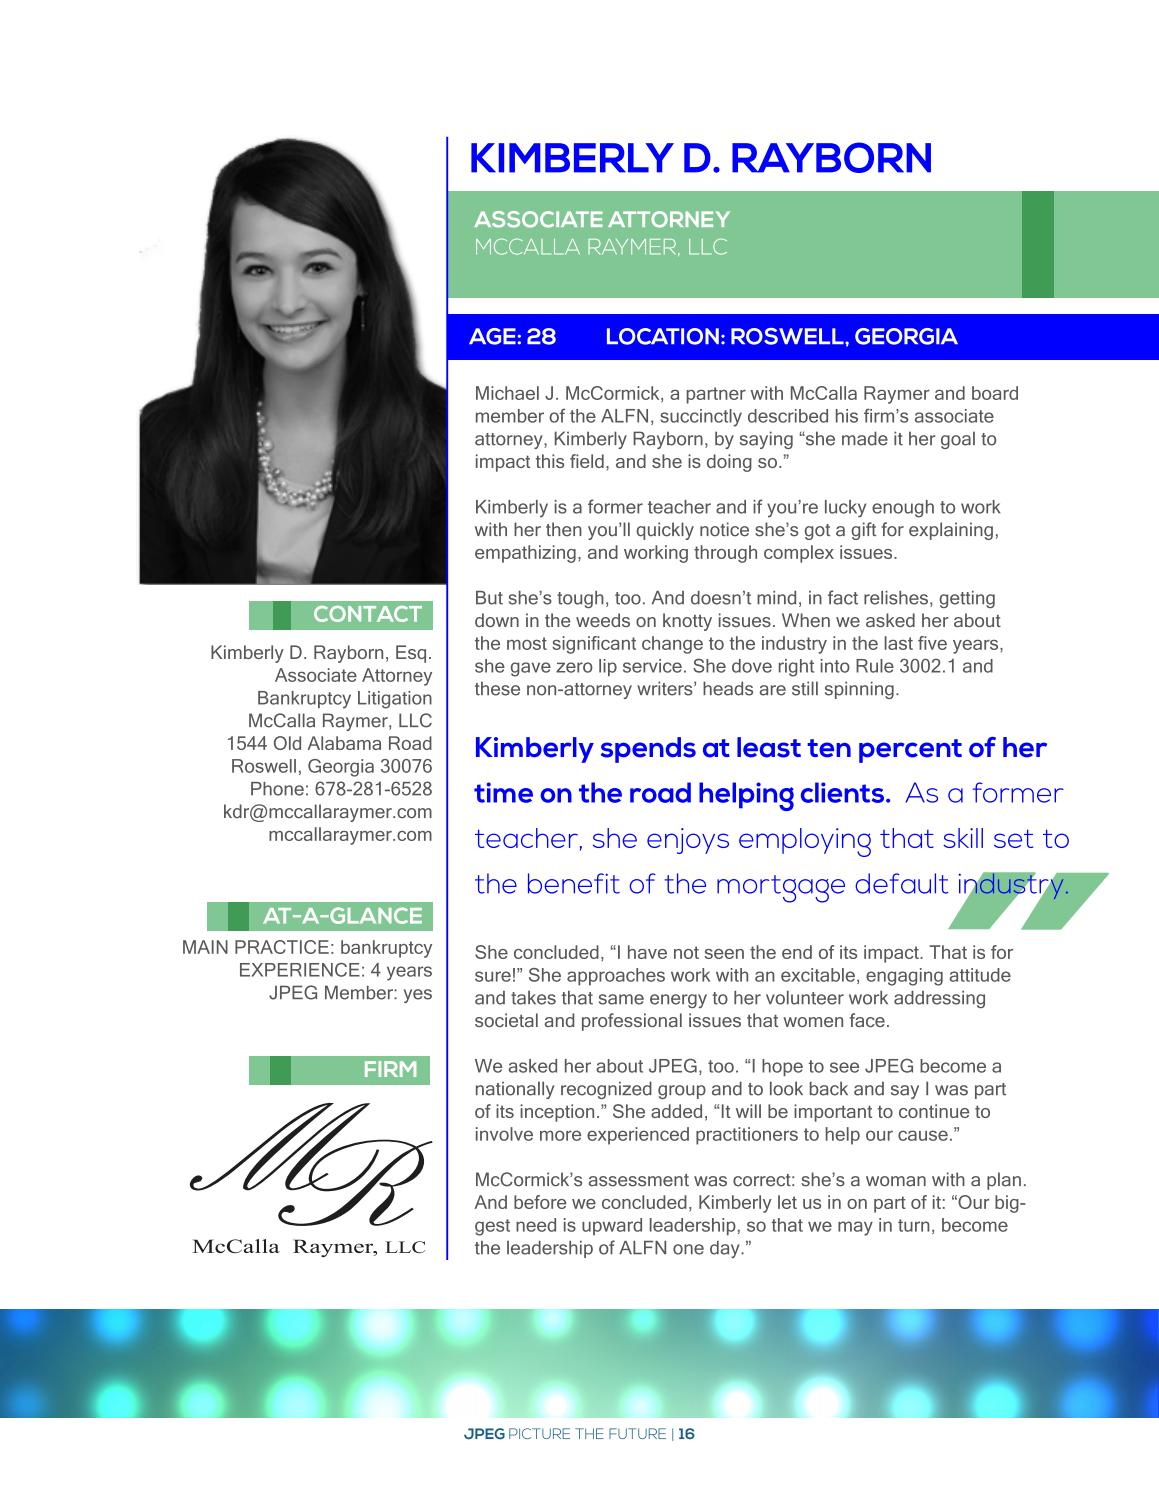 KIMBERLY D. RAYBORN
ASSOCIATE ATTORNEY
MCCALLA RAYMER, LLC
AGE: 28 LOCATION: ROSWELL, GEORGIA
Michael J. McCormick, a partner with McCalla Raymer and board
member of the ALFN, succinctly described his firm’s associate
attorney, Kimberly Rayborn, by saying “she made it her goal to
impact this field, and she is doing so.”
Kimberly is a former teacher and if you’re lucky enough to work
with her then you’ll quickly notice she’s got a gift for explaining,
empathizing, and working through complex issues.
But she’s tough, too. And doesn’t mind, in fact relishes, getting
down in the weeds on knotty issues. When we asked her about
the most significant change to the industry in the last five years,
she gave zero lip service. She dove right into Rule 3002.1 and
these non-attorney writers’ heads are still spinning.
Kimberly spends at least ten percent of her
time on the road helping clients. As a former
teacher, she enjoys employing that skill set to
the benefit of the mortgage default industry.
She concluded, “I have not seen the end of its impact. That is for
sure!” She approaches work with an excitable, engaging attitude
and takes that same energy to her volunteer work addressing
societal and professional issues that women face.
We asked her about JPEG, too. “I hope to see JPEG become a
nationally recognized group and to look back and say I was part
of its inception.” She added, “It will be important to continue to
involve more experienced practitioners to help our cause.”
McCormick’s assessment was correct: she’s a woman with a plan.
And before we concluded, Kimberly let us in on part of it: “Our big-
gest need is upward leadership, so that we may in turn, become
the leadership of ALFN one day.”
CONTACT
Kimberly D. Rayborn, Esq.
Associate Attorney
Bankruptcy Litigation
McCalla Raymer, LLC
1544 Old Alabama Road
Roswell, Georgia 30076
Phone: 678-281-6528
kdr@mccallaraymer.com
mccallaraymer.com
AT-A-GLANCE
MAIN PRACTICE: bankruptcy
EXPERIENCE: 4 years
JPEG Member: yes
FIRM
MR
McCalla Raymer, LLC
JPEG PICTURE THE FUTURE | 16